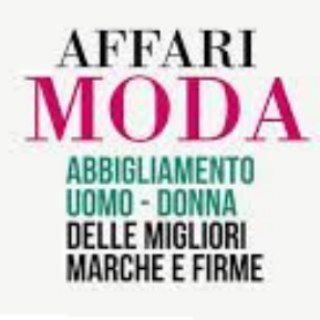 AFFARI
MODA
ABBIGLIAMENTO
UOMO - DONNA
DELLE MIGLIORI
MARCHE E FIRME